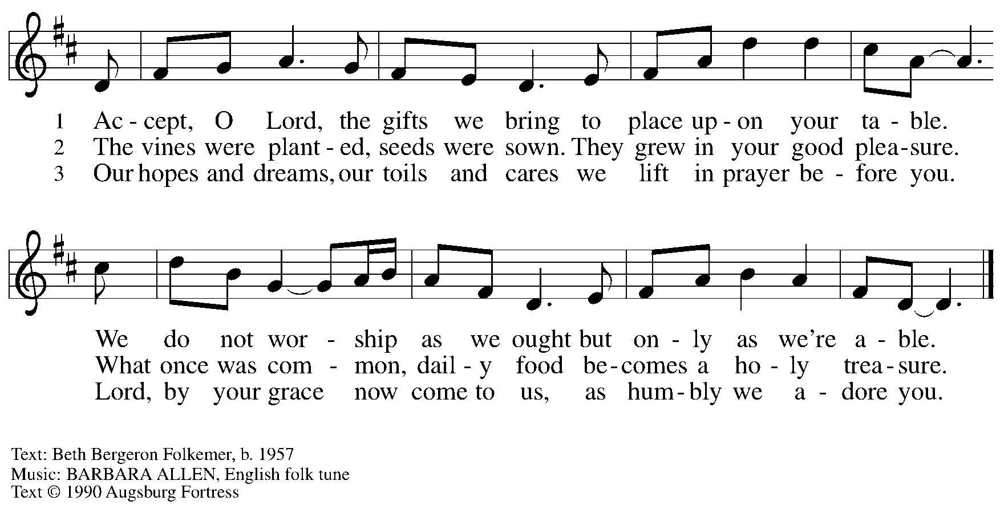 1 Ac - cept, O Lord, the gifts we bring to place up - on your ta - ble.
2 The vines were plant - ed, seeds were sown. They grew in your good plea - sure.
3 Our hopes and dreams, our toils and cares we lift in prayer be - fore you.
We do not wor - ship as we ought but on - ly as we're a - ble.
What once was com - mon, dail - y food be - comes a ho - ly trea - sure.
Lord, by your grace now come to us, as hum - bly we a - dore you.
Text: Beth Bergeron Folkemer, b. 1957
Music: BARBARA ALLEN, English folk tune
Text © 1990 Augsburg Fortress